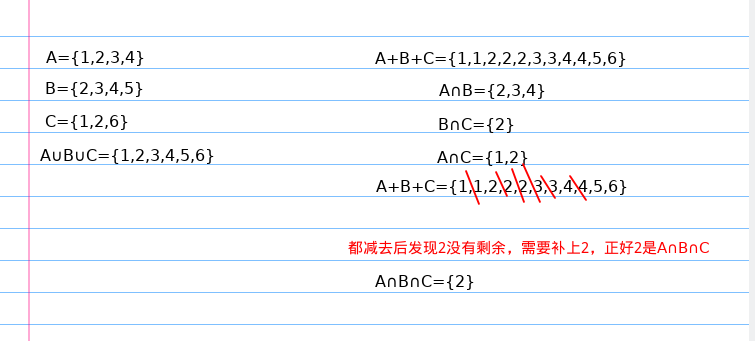 A={1,2,3,4}
B={2,3,4,5}
C={1,2,6}
A∪B∪C={1,2,3,4,5,6}
A+B+C={1,1,2,2,2,3,3,4,4,5,6}
A∩B={2,3,4}
B∩C={2}
A∩C={1,2}
A+B+C={1,1,2,2,2,3,3,4,4,5,6}
都减去后发现2没有剩余，需要补上2，正好2是A∩B∩C
A∩B∩C={2}